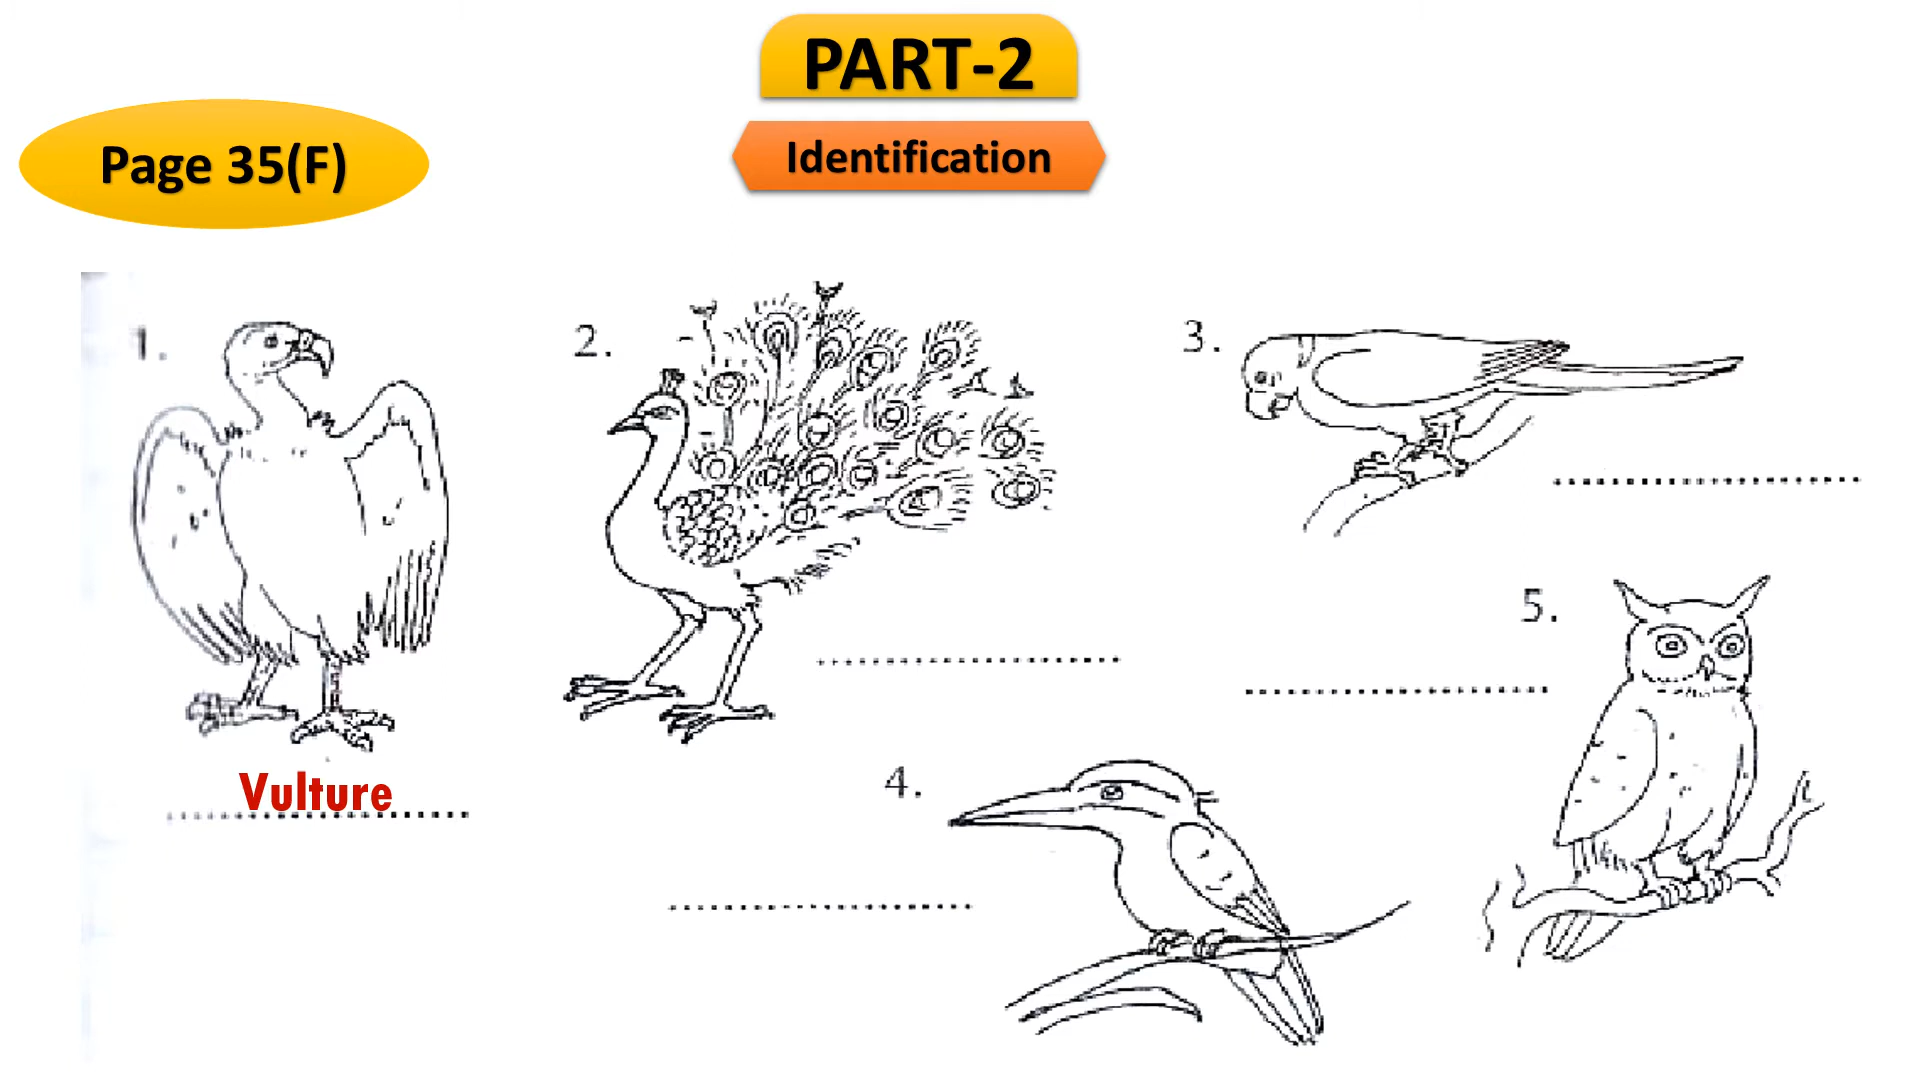 PART-2
Identification
Page 35(F)
1.
2.
3.
5.
Vulture
4.